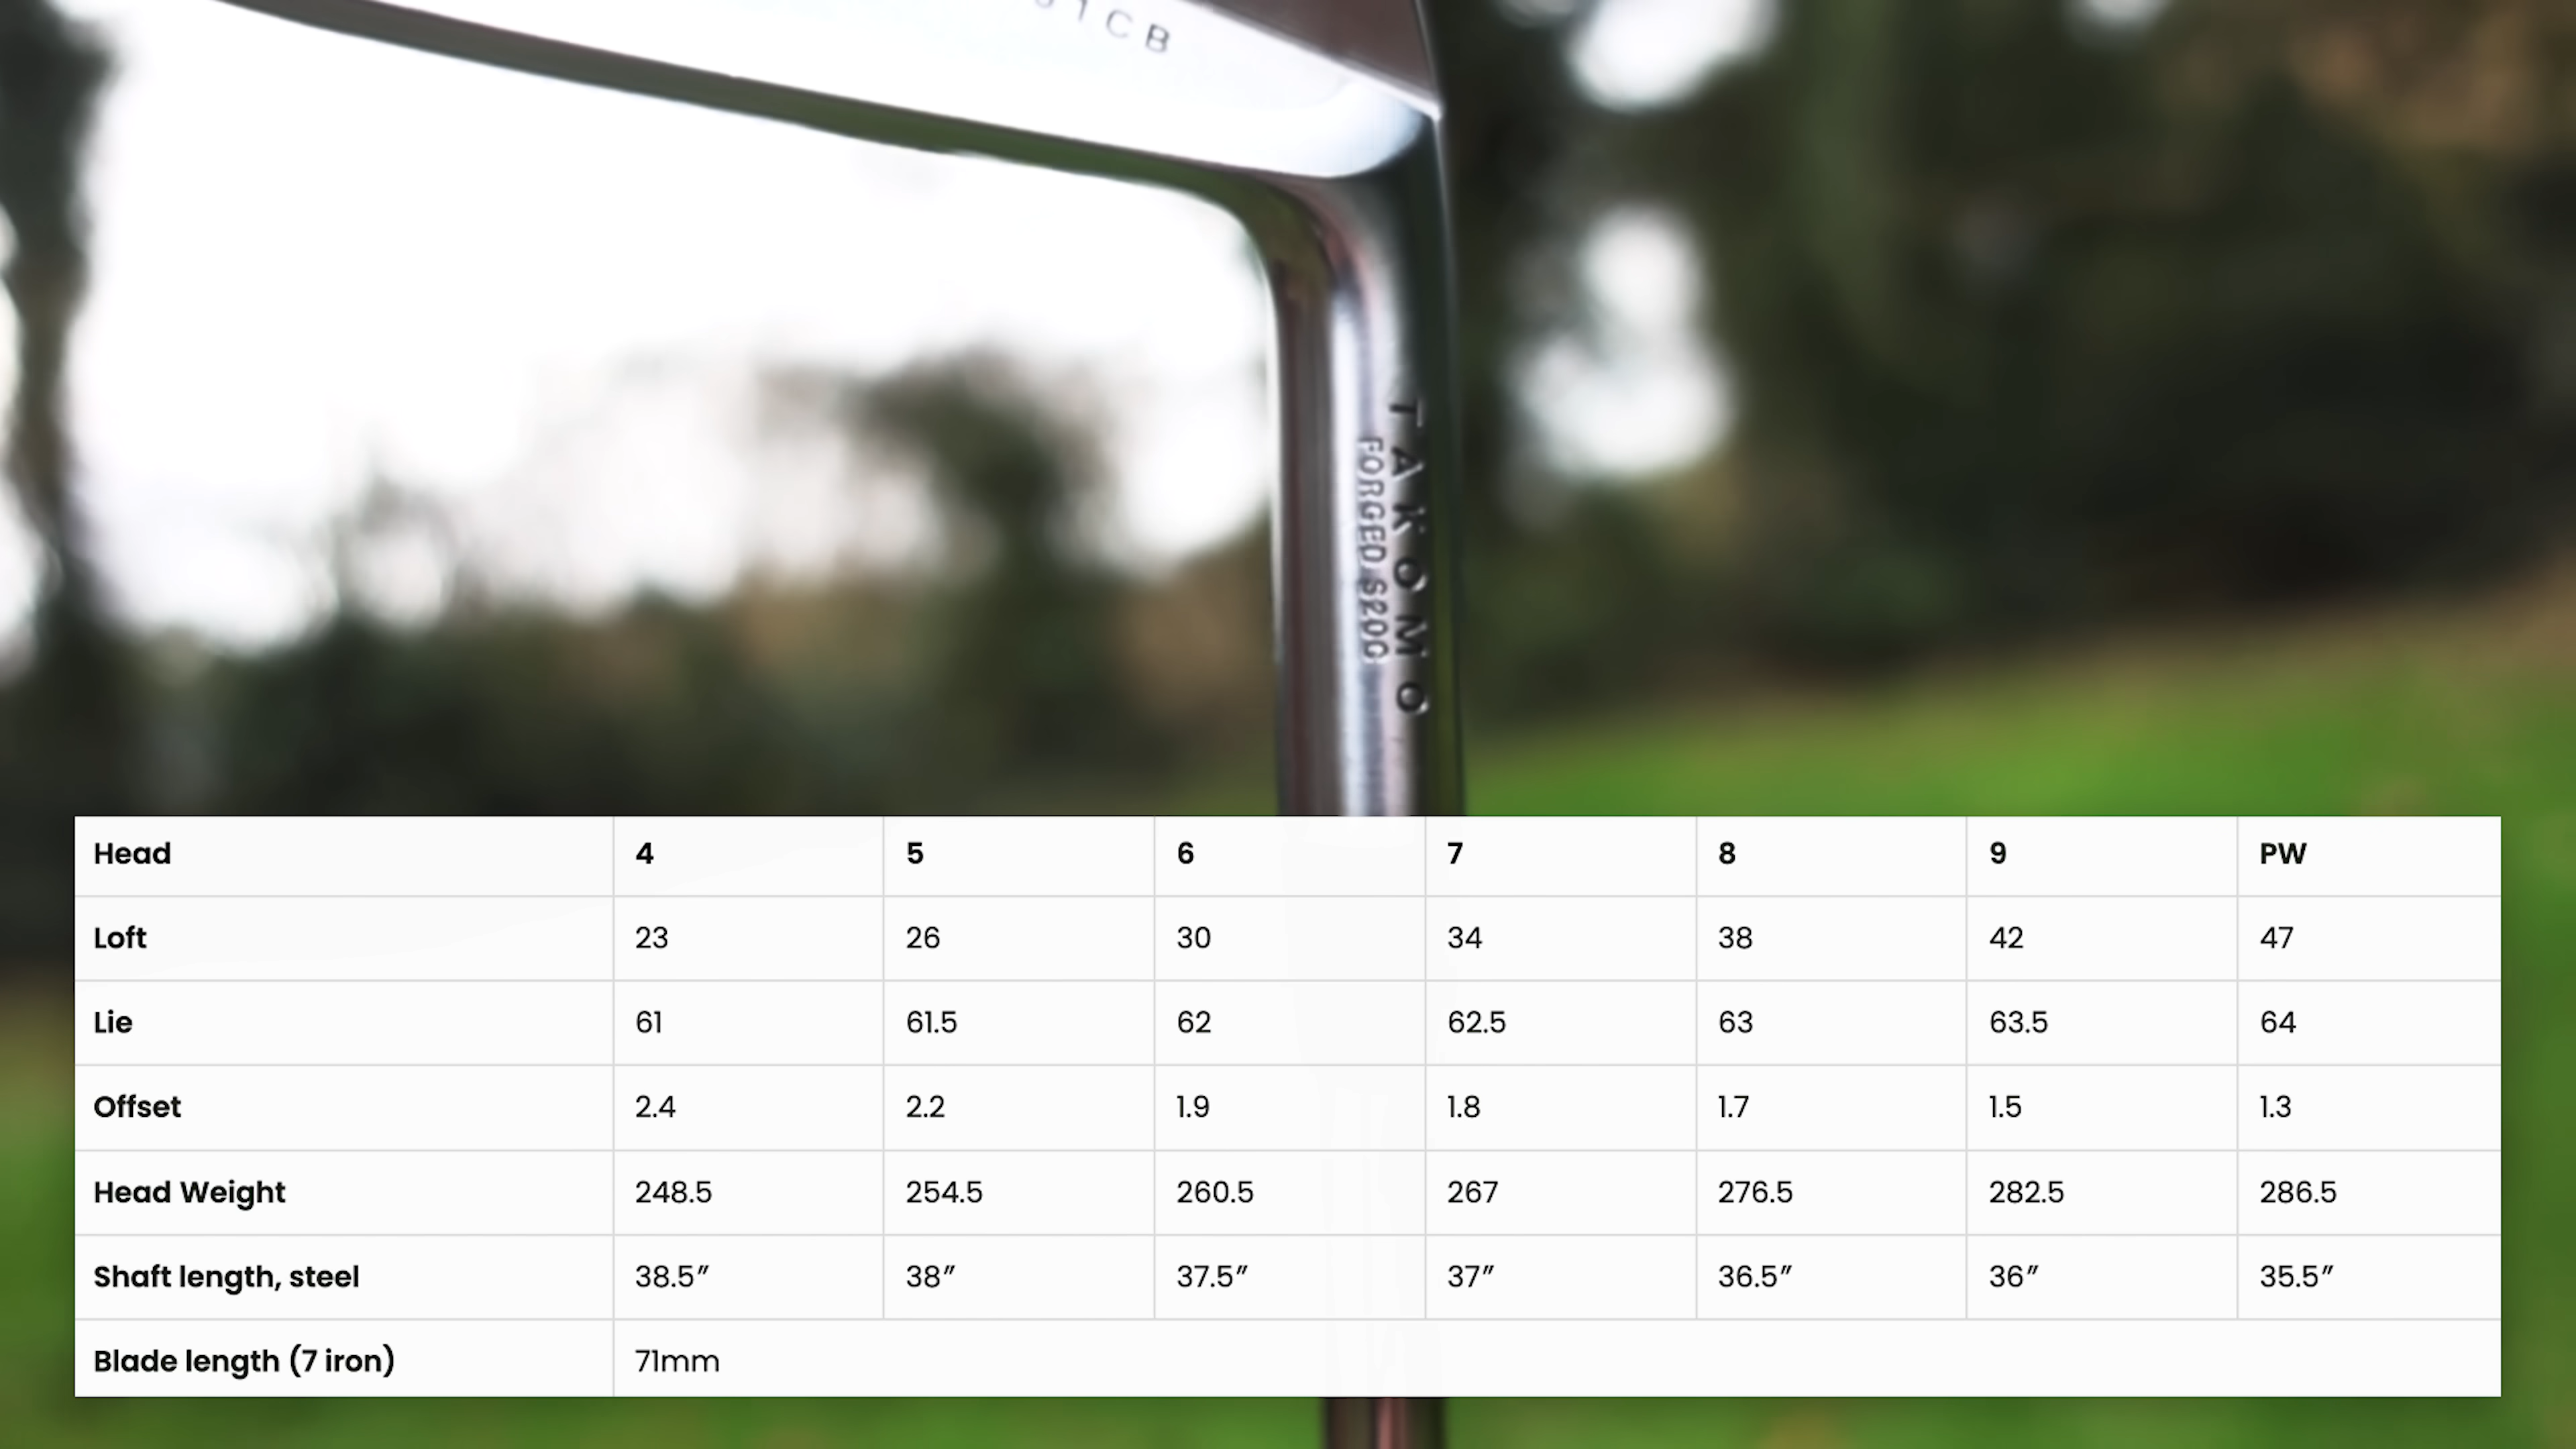 1CB
TAKOMO
FORGED S20C
Head 4 5 6 7 8 9 PW
Loft 23 26 30 34 38 42 47
Lie 61 61.5 62 62.5 63 63.5 64
Offset 2.4 2.2 1.9 1.8 1.7 1.5 1.3
Head Weight 248.5 254.5 260.5 267 276.5 282.5 286.5
Shaft length, steel 38.5″ 38″ 37.5″ 37″ 36.5″ 36″ 35.5″
Blade length (7 iron) 71mm